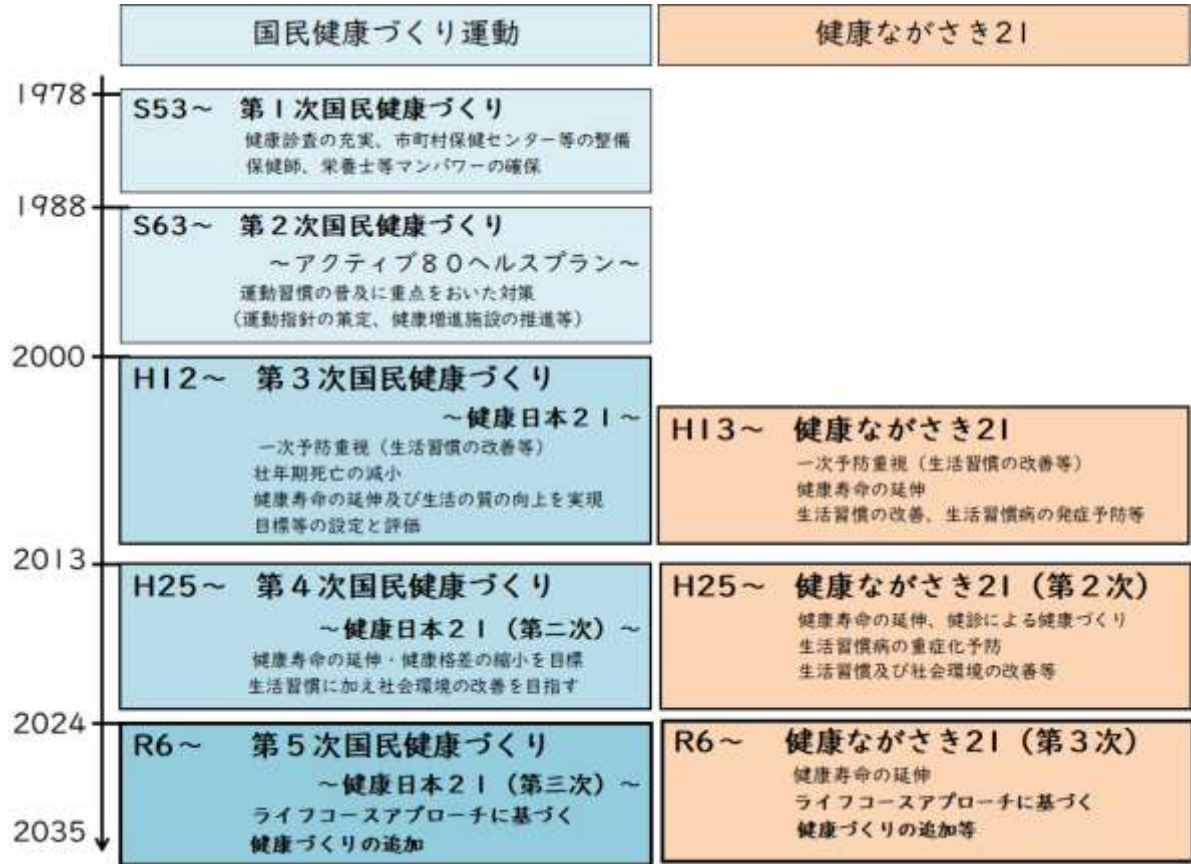 国民健康づくり運動
健康ながさき21
1978
S53～ 第1次国民健康づくり
健康診査の充実、市町村保健センター等の整備
保健師、栄養士等マンパワーの確保
1988
S63～ 第2次国民健康づくり
～アクティブ80ヘルスプラン～
運動習慣の普及に重点をおいた対策
(運動指針の策定、健康増進施設の推進等)
2000
H12～ 第3次国民健康づくり
～健康日本21～
一次予防重視（生活習慣の改善等）
壮年期死亡の減少
健康寿命の延伸及び生活の質の向上を実現
目標等の設定と評価
H13～ 健康ながさき21
一次予防重視（生活習慣の改善等）
健康寿命の延伸
生活習慣の改善、生活習慣病の発症予防等
2013
H25～ 第4次国民健康づくり
～健康日本21（第二次）～
健康寿命の延伸・健康格差の縮小を目標
生活習慣に加え社会環境の改善を目指す
H25～ 健康ながさき21（第2次）
健康寿命の延伸、健診による健康づくり
生活習慣病の重症化予防
生活習慣及び社会環境の改善等
2024
R6～ 第5次国民健康づくり
～健康日本21（第三次）～
ライフコースアプローチに基づく
健康づくりの追加
R6～ 健康ながさき21（第3次）
健康寿命の延伸
ライフコースアプローチに基づく
健康づくりの追加等
2035